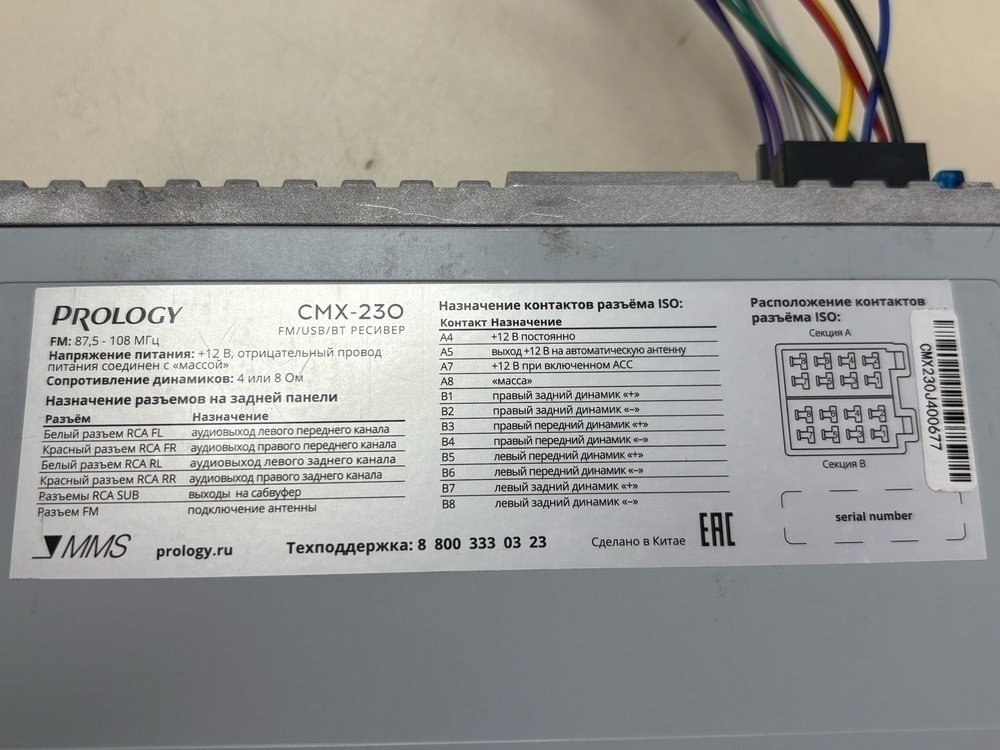 PROLOGY
CMX-230
FM/USB/BT РЕСИВЕР
FM: 87,5 - 108 МГц
Напряжение питания: +12 В, отрицательный провод
питания соединен с «массой»
Сопротивление динамиков: 4 или 8 Ом
Назначение разъемов на задней панели
Разъём Назначение
Белый разъем RCA FL аудиовыход левого переднего канала
Красный разъем RCA FR аудиовыход правого переднего канала
Белый разъем RCA RL аудиовыход левого заднего канала
Красный разъем RCA RR аудиовыход правого заднего канала
Разъемы RCA SUB выходы на сабвуфер
Разъем FM подключение антенны
MMS prology.ru Техподдержка: 8 800 333 03 23 Сделано в Китае EAC
Назначение контактов разъёма ISO:
Контакт Назначение
A4 +12 В постоянно
A5 выход +12 В на автоматическую антенну
A7 +12 В при включенном ACC
A8 «масса»
B1 правый задний динамик «+»
B2 правый задний динамик «–»
B3 правый передний динамик «+»
B4 правый передний динамик «–»
B5 левый передний динамик «+»
B6 левый передний динамик «–»
B7 левый задний динамик «+»
B8 левый задний динамик «–»
Расположение контактов
разъёма ISO:
Секция A
Секция B
CMX230J400677
serial number